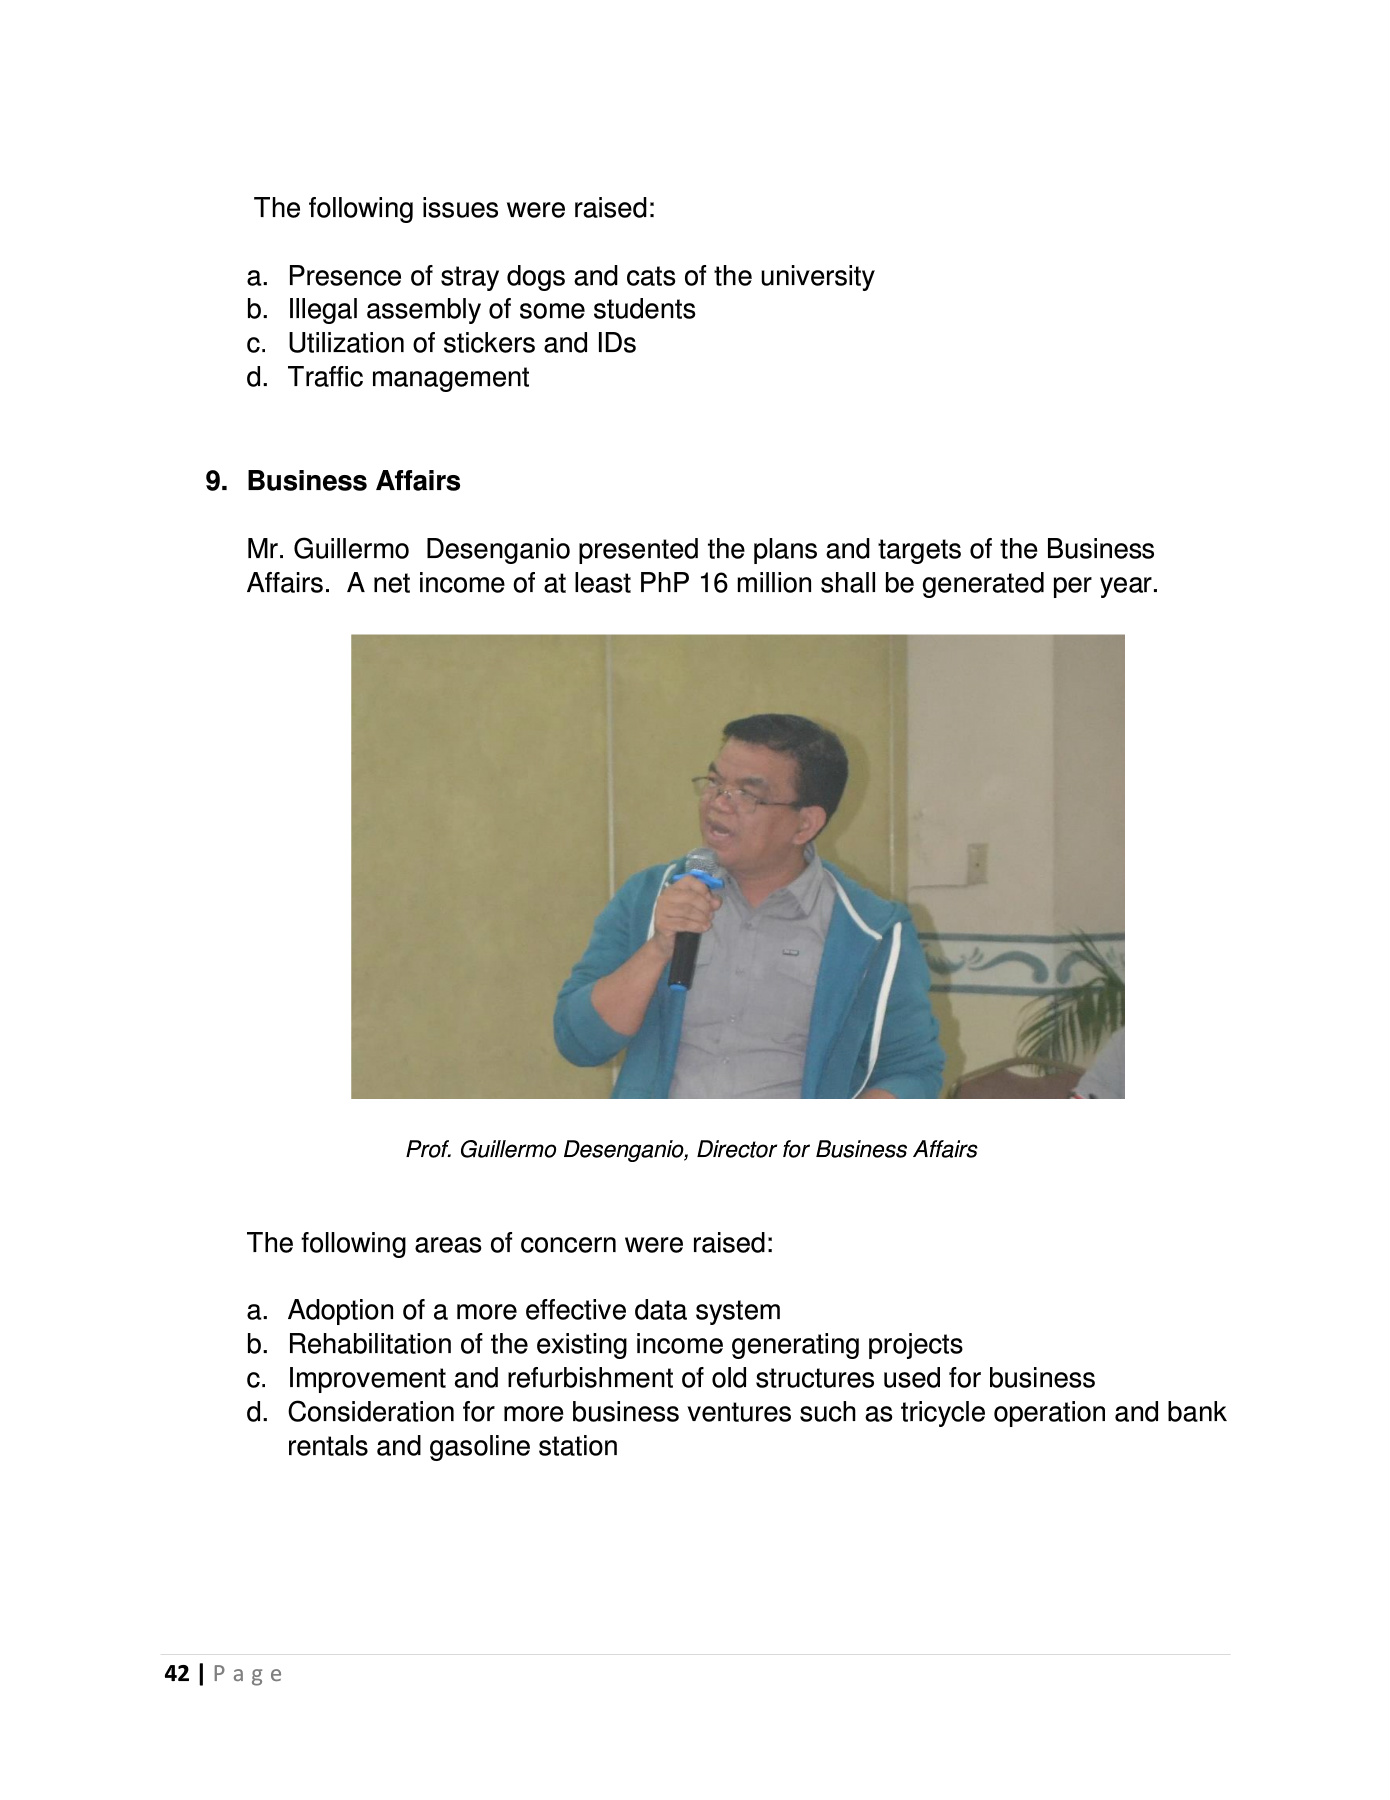 The following issues were raised:
a. Presence of stray dogs and cats of the university
b. Illegal assembly of some students
c. Utilization of stickers and IDs
d. Traffic management
9. Business Affairs
Mr. Guillermo  Desenganio presented the plans and targets of the Business
Affairs.  A net income of at least PhP 16 million shall be generated per year.
Prof. Guillermo Desenganio, Director for Business Affairs
The following areas of concern were raised:
a. Adoption of a more effective data system
b. Rehabilitation of the existing income generating projects
c. Improvement and refurbishment of old structures used for business
d. Consideration for more business ventures such as tricycle operation and bank
rentals and gasoline station
42 | P a g e